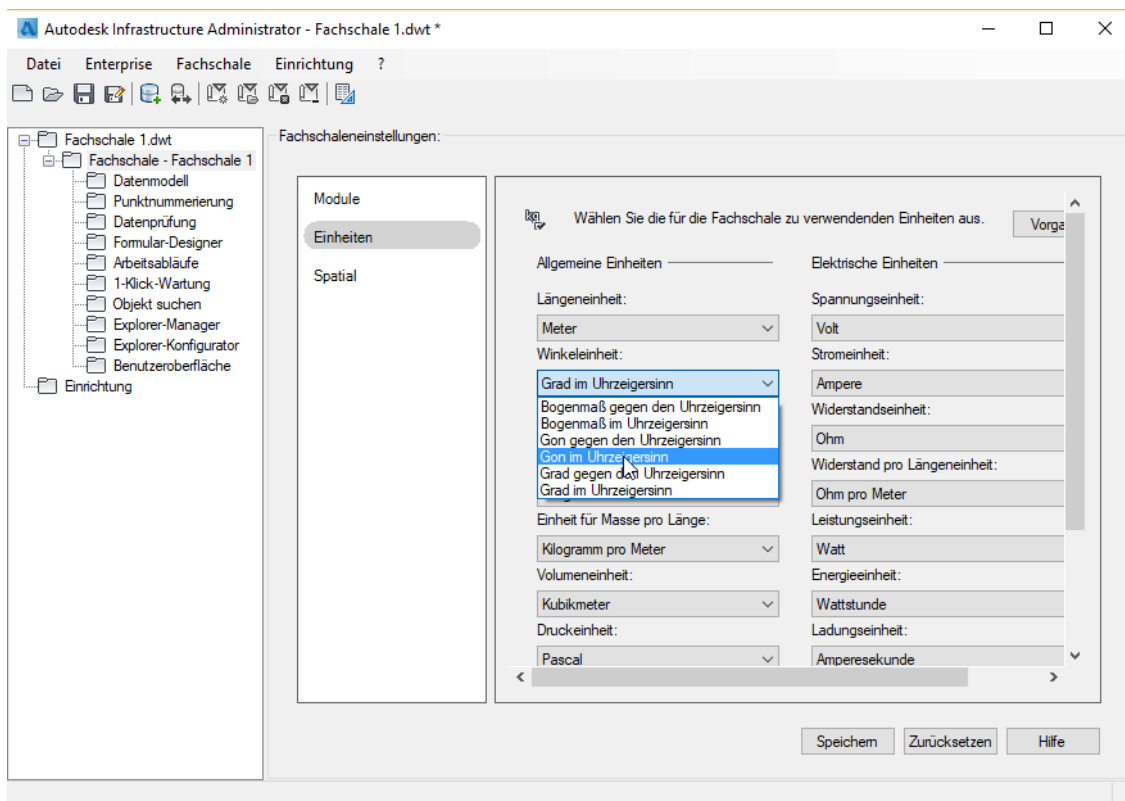 Autodesk Infrastructure Administrator - Fachschale 1.dwt *
Datei Enterprise Fachschale Einrichtung ?
Fachschale 1.dwt
Fachschale - Fachschale 1
Datenmodell
Punktnummerierung
Datenprüfung
Formular-Designer
Arbeitsabläufe
1-Klick-Wartung
Objekt suchen
Explorer-Manager
Explorer-Konfigurator
Benutzeroberfläche
Einrichtung
Fachschaleneinstellungen:
Module
Einheiten
Spatial
Wählen Sie die für die Fachschale zu verwendenden Einheiten aus.
Vorga
Allgemeine Einheiten
Längeneinheit:
Meter
Winkeleinheit:
Grad im Uhrzeigersinn
Bogenmaß gegen den Uhrzeigersinn
Bogenmaß im Uhrzeigersinn
Gon gegen den Uhrzeigersinn
Gon im Uhrzeigersinn
Grad gegen den Uhrzeigersinn
Grad im Uhrzeigersinn
Einheit für Masse pro Länge:
Kilogramm pro Meter
Volumeneinheit:
Kubikmeter
Druckeinheit:
Pascal
Elektrische Einheiten
Spannungseinheit:
Volt
Stromeinheit:
Ampere
Widerstandseinheit:
Ohm
Widerstand pro Längeneinheit:
Ohm pro Meter
Leistungseinheit:
Watt
Energieeinheit:
Wattstunde
Ladungseinheit:
Amperesekunde
Speichern
Zurücksetzen
Hilfe